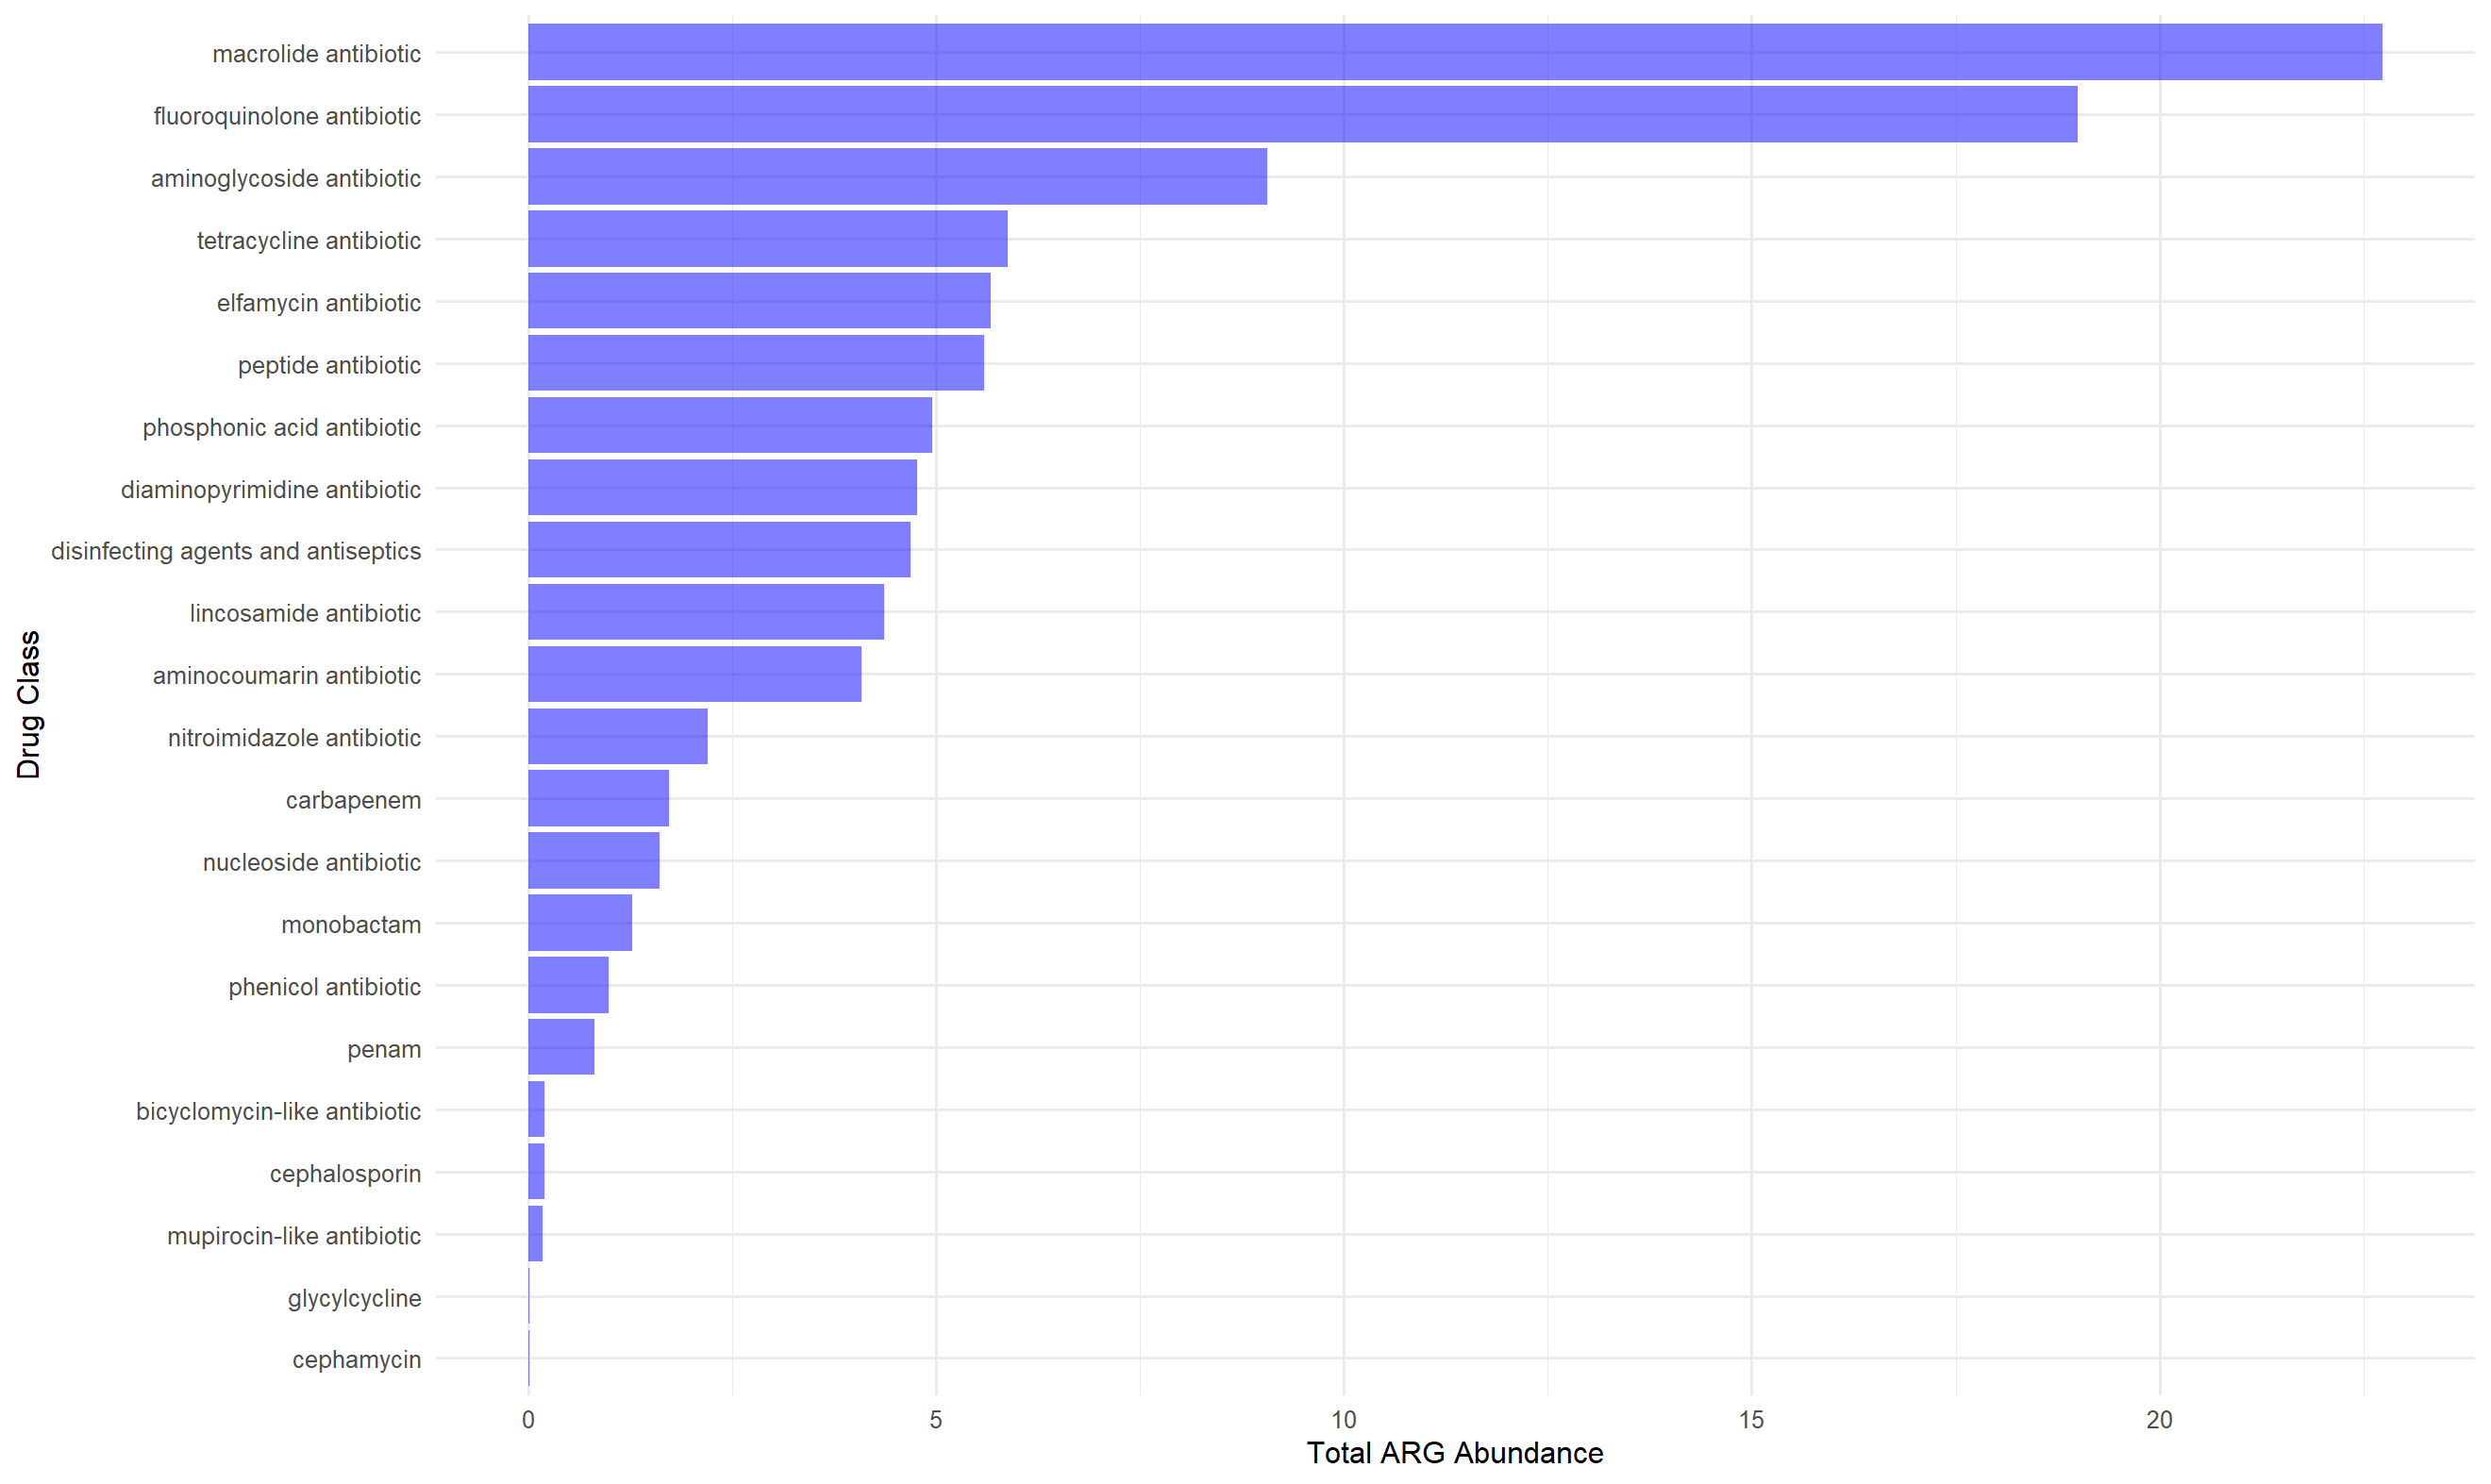 macrolide antibiotic
fluoroquinolone antibiotic
aminoglycoside antibiotic
tetracycline antibiotic
elfamycin antibiotic
peptide antibiotic
phosphonic acid antibiotic
diaminopyrimidine antibiotic
disinfecting agents and antiseptics
lincosamide antibiotic
aminocoumarin antibiotic
nitroimidazole antibiotic
carbapenem
nucleoside antibiotic
monobactam
phenicol antibiotic
penam
bicyclomycin-like antibiotic
cephalosporin
mupirocin-like antibiotic
glycylcycline
cephamycin
Drug Class
0 5 10 15 20
Total ARG Abundance